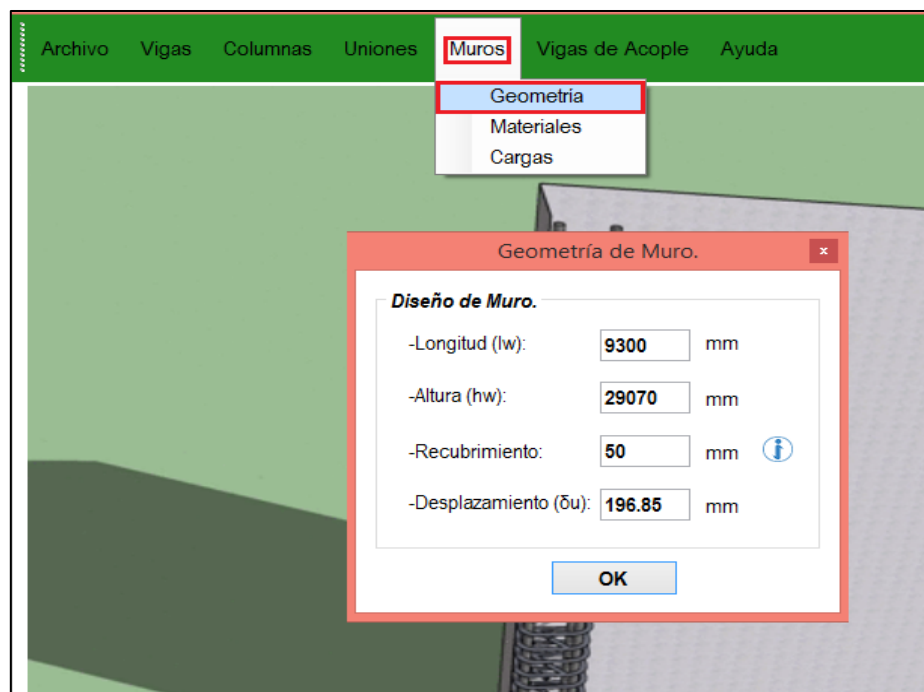 Archivo Vigas Columnas Uniones Muros Vigas de Acople Ayuda
Geometria
Materiales
Cargas
Geometría de Muro.
Diseño de Muro.
-Longitud (lw): 9300 mm
-Altura (hw): 29070 mm
-Recubrimiento: 50 mm
-Desplazamiento (δu): 196.85 mm
OK